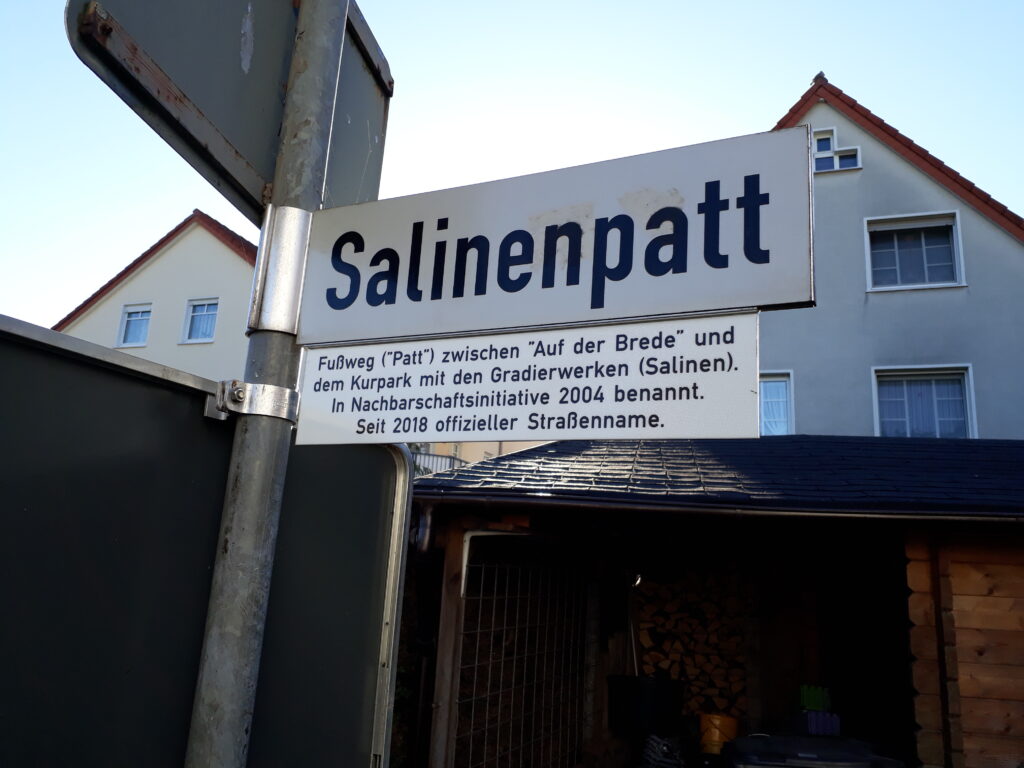 Salinenpatt
Fußweg ("Patt") zwischen "Auf der Brede" und
dem Kurpark mit den Gradierwerken (Salinen).
In Nachbarschaftsinitiative 2004 benannt.
Seit 2018 offizieller Straßenname.